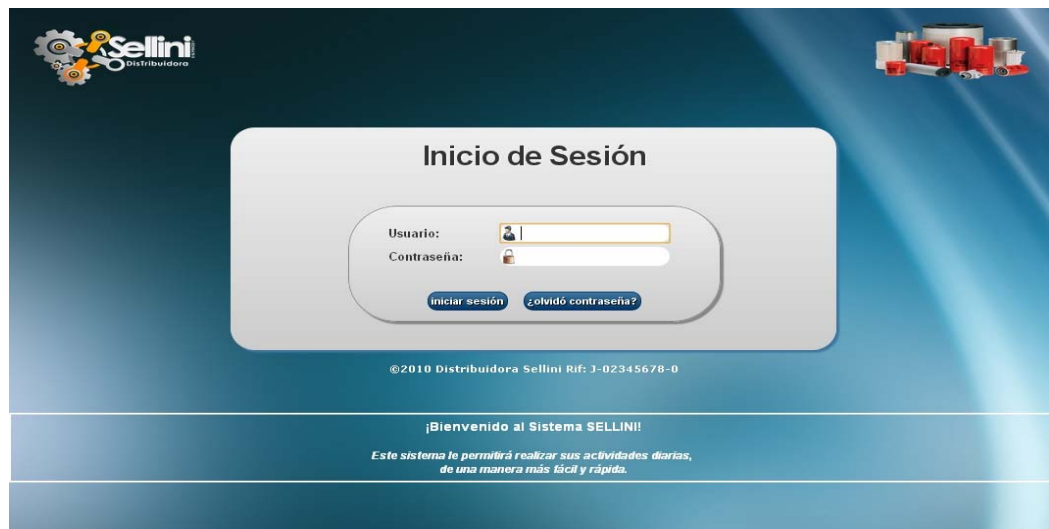 Sellini
Distribuidora
Inicio de Sesión
Usuario:
Contraseña:
iniciar sesión ¿olvidó contraseña?
©2010 Distribuidora Sellini Rif: J-02345678-0
¡Bienvenido al Sistema SELLINI!
Este sistema le permitirá realizar sus actividades diarias,
de una manera más fácil y rápida.